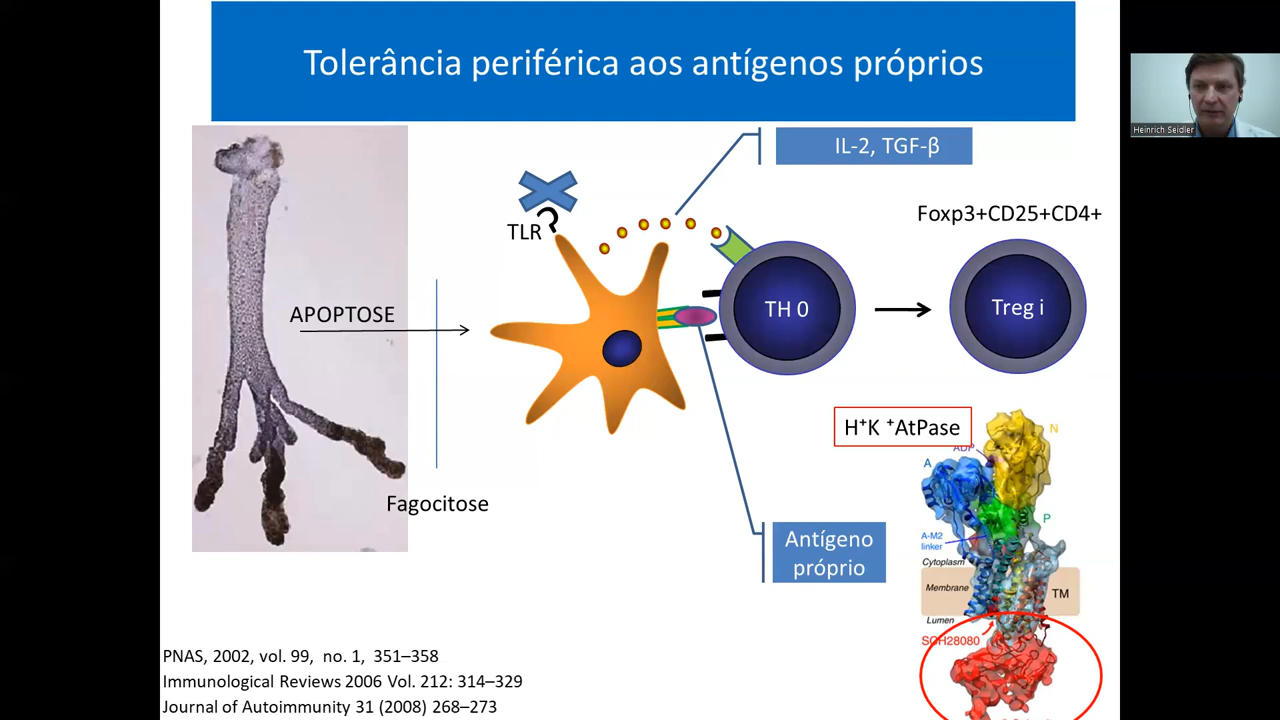 Tolerância periférica aos antígenos próprios
Heinrich Seidler
IL-2, TGF-β
TLR
Foxp3+CD25+CD4+
APOPTOSE
TH 0
Treg i
Fagocitose
H⁺K ⁺AtPase
ADP
N
A
P
A-M2
linker
Cytoplasm
Membrane
TM
Lumen
SCH28080
Antígeno
próprio
PNAS, 2002, vol. 99, no. 1, 351–358
Immunological Reviews 2006 Vol. 212: 314–329
Journal of Autoimmunity 31 (2008) 268–273